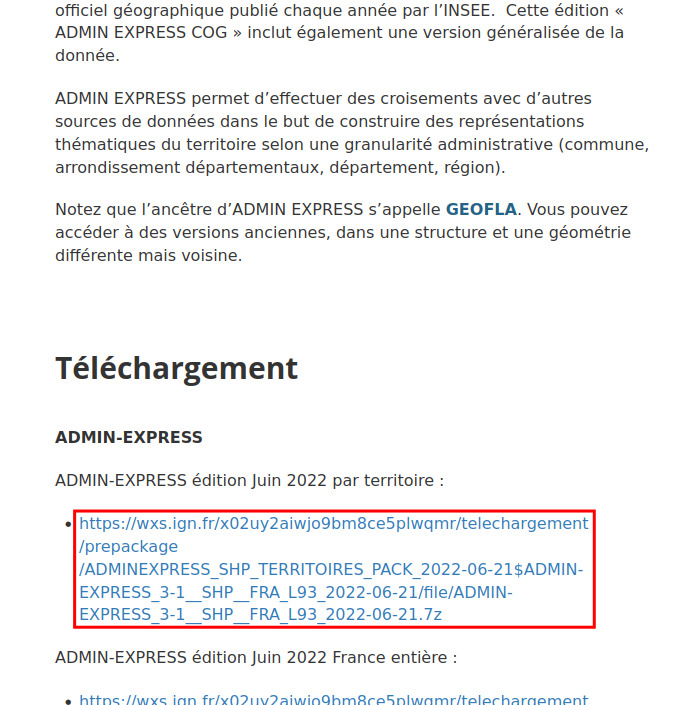 officiel géographique publié chaque année par l’INSEE.  Cette édition «
ADMIN EXPRESS COG » inclut également une version généralisée de la
donnée.
ADMIN EXPRESS permet d’effectuer des croisements avec d’autres
sources de données dans le but de construire des représentations
thématiques du territoire selon une granularité administrative (commune,
arrondissement départementaux, département, région).
Notez que l’ancêtre d’ADMIN EXPRESS s’appelle GEOFLA. Vous pouvez
accéder à des versions anciennes, dans une structure et une géométrie
différente mais voisine.
Téléchargement
ADMIN-EXPRESS
ADMIN-EXPRESS édition Juin 2022 par territoire :
• https://wxs.ign.fr/x02uy2aiwjo9bm8ce5plwqmr/telechargement
/prepackage
/ADMINEXPRESS_SHP_TERRITOIRES_PACK_2022-06-21$ADMIN-
EXPRESS_3-1__SHP__FRA_L93_2022-06-21/file/ADMIN-
EXPRESS_3-1__SHP__FRA_L93_2022-06-21.7z
ADMIN-EXPRESS édition Juin 2022 France entière :
• https://wxs.ign.fr/x02uy2aiwjo9bm8ce5plwqmr/telechargement